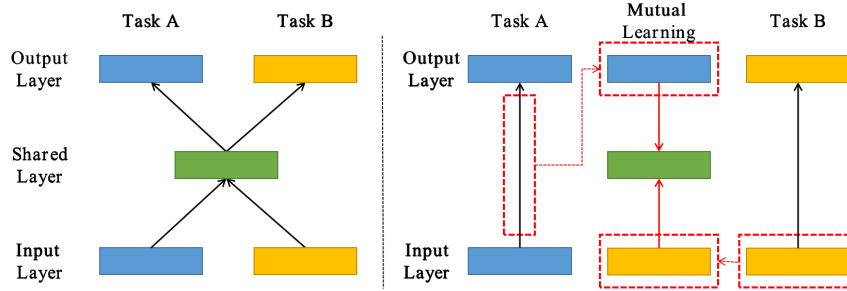 Task A
Task B
Output
Layer
Shared
Layer
Input
Layer
Task A
Mutual
Learning
Task B
Output
Layer
Input
Layer